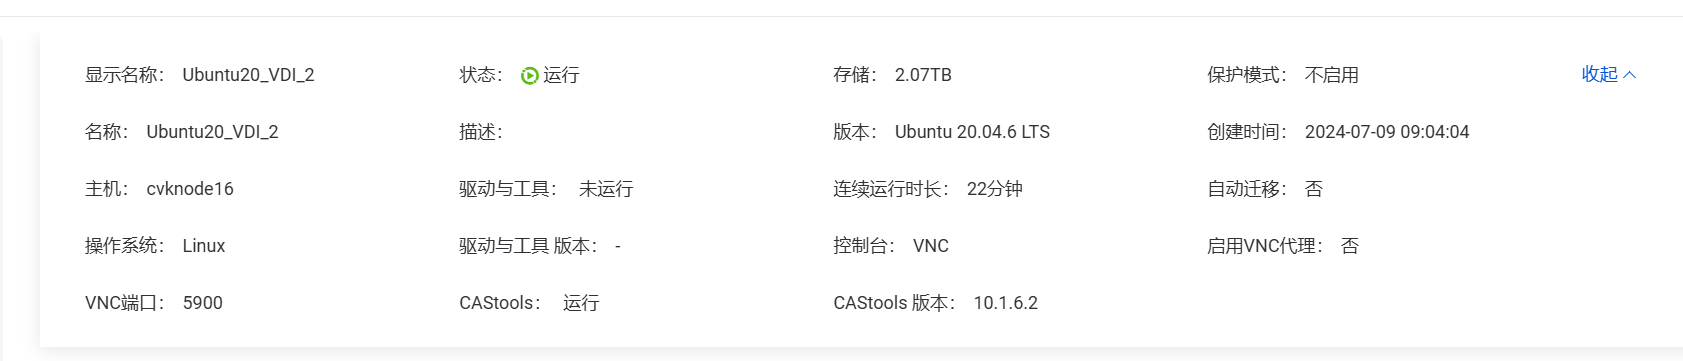 显示名称： Ubuntu20_VDI_2 状态： 运行 存储： 2.07TB 保护模式： 不启用 收起
名称： Ubuntu20_VDI_2 描述： 版本： Ubuntu 20.04.6 LTS 创建时间： 2024-07-09 09:04:04
主机： cvknode16 驱动与工具： 未运行 连续运行时长： 22分钟 自动迁移： 否
操作系统： Linux 驱动与工具 版本： - 控制台： VNC 启用VNC代理： 否
VNC端口： 5900 CAStools： 运行 CAStools 版本： 10.1.6.2